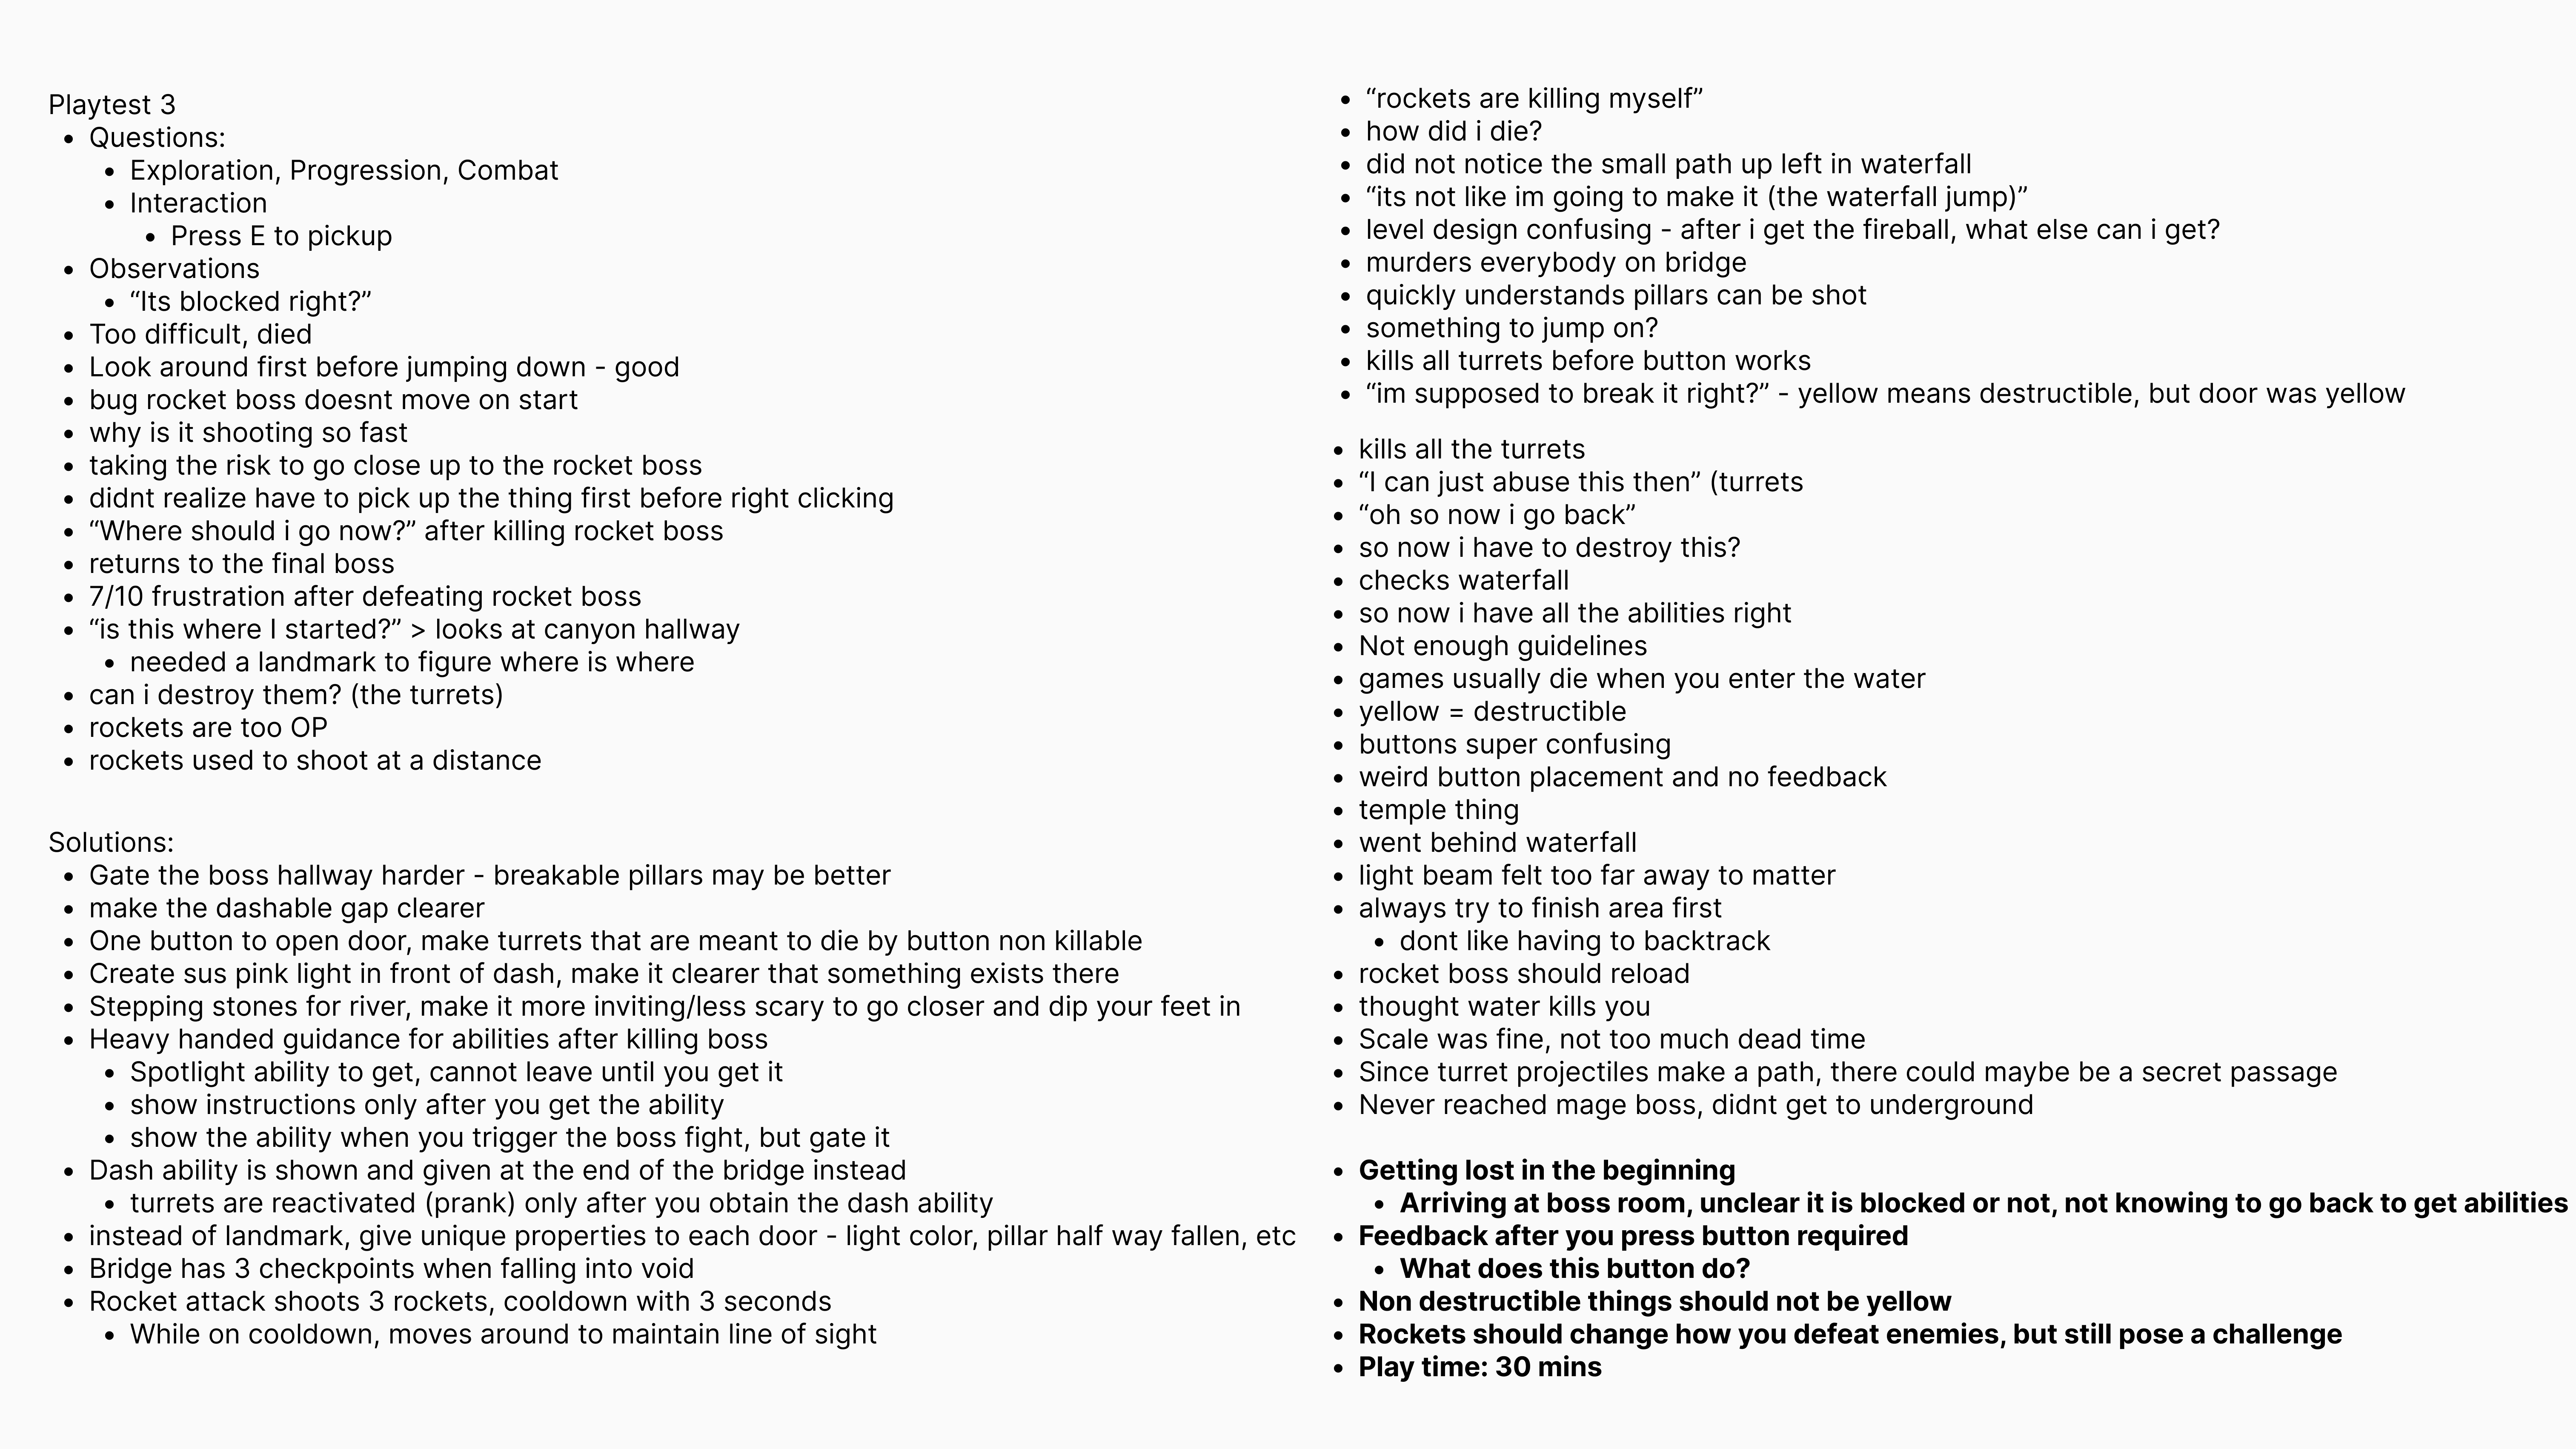 Playtest 3
• Questions:
• Exploration, Progression, Combat
• Interaction
• Press E to pickup
• Observations
• “Its blocked right?”
• Too difficult, died
• Look around first before jumping down - good
• bug rocket boss doesnt move on start
• why is it shooting so fast
• taking the risk to go close up to the rocket boss
• didnt realize have to pick up the thing first before right clicking
• “Where should i go now?” after killing rocket boss
• returns to the final boss
• 7/10 frustration after defeating rocket boss
• “is this where I started?” > looks at canyon hallway
• needed a landmark to figure where is where
• can i destroy them? (the turrets)
• rockets are too OP
• rockets used to shoot at a distance
Solutions:
• Gate the boss hallway harder - breakable pillars may be better
• make the dashable gap clearer
• One button to open door, make turrets that are meant to die by button non killable
• Create sus pink light in front of dash, make it clearer that something exists there
• Stepping stones for river, make it more inviting/less scary to go closer and dip your feet in
• Heavy handed guidance for abilities after killing boss
• Spotlight ability to get, cannot leave until you get it
• show instructions only after you get the ability
• show the ability when you trigger the boss fight, but gate it
• Dash ability is shown and given at the end of the bridge instead
• turrets are reactivated (prank) only after you obtain the dash ability
• instead of landmark, give unique properties to each door - light color, pillar half way fallen, etc
• Bridge has 3 checkpoints when falling into void
• Rocket attack shoots 3 rockets, cooldown with 3 seconds
• While on cooldown, moves around to maintain line of sight
• “rockets are killing myself”
• how did i die?
• did not notice the small path up left in waterfall
• “its not like im going to make it (the waterfall jump)”
• level design confusing - after i get the fireball, what else can i get?
• murders everybody on bridge
• quickly understands pillars can be shot
• something to jump on?
• kills all turrets before button works
• “im supposed to break it right?” - yellow means destructible, but door was yellow
• kills all the turrets
• “I can just abuse this then” (turrets
• “oh so now i go back”
• so now i have to destroy this?
• checks waterfall
• so now i have all the abilities right
• Not enough guidelines
• games usually die when you enter the water
• yellow = destructible
• buttons super confusing
• weird button placement and no feedback
• temple thing
• went behind waterfall
• light beam felt too far away to matter
• always try to finish area first
• dont like having to backtrack
• rocket boss should reload
• thought water kills you
• Scale was fine, not too much dead time
• Since turret projectiles make a path, there could maybe be a secret passage
• Never reached mage boss, didnt get to underground
• Getting lost in the beginning
• Arriving at boss room, unclear it is blocked or not, not knowing to go back to get abilities
• Feedback after you press button required
• What does this button do?
• Non destructible things should not be yellow
• Rockets should change how you defeat enemies, but still pose a challenge
• Play time: 30 mins